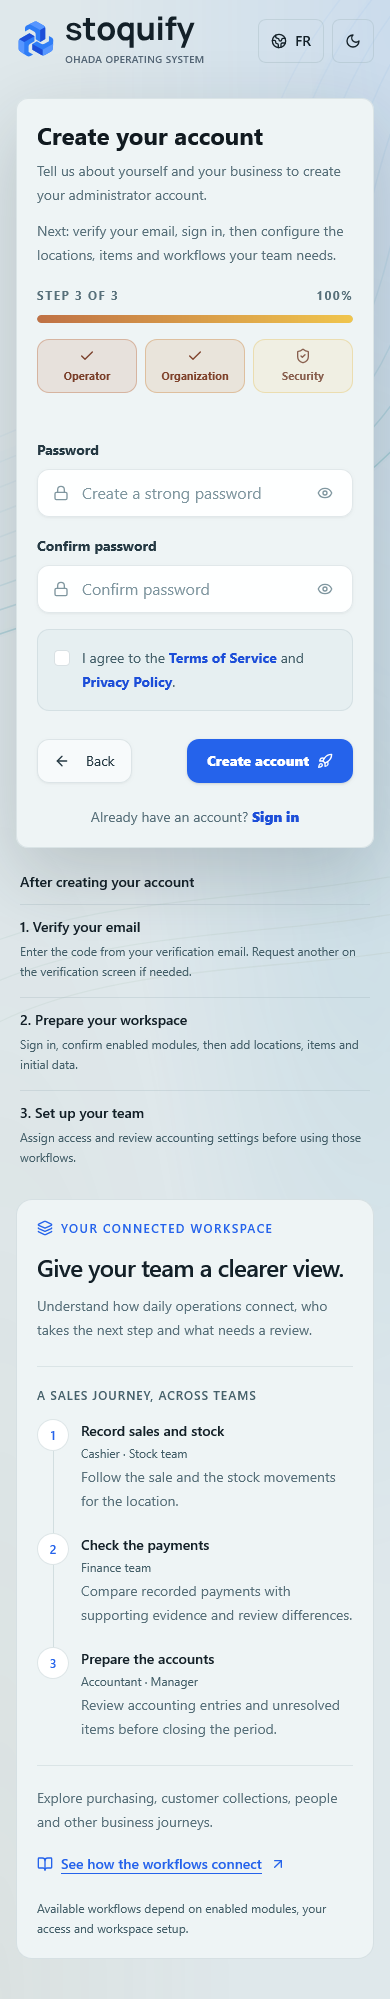 stoquify
OHADA OPERATING SYSTEM
FR
Create your account
Tell us about yourself and your business to create
your administrator account.
Next: verify your email, sign in, then configure the
locations, items and workflows your team needs.
STEP 3 OF 3
100%
Operator
Organization
Security
Password
Create a strong password
Confirm password
Confirm password
I agree to the Terms of Service and
Privacy Policy.
Back
Create account
Already have an account? Sign in
After creating your account
1. Verify your email
Enter the code from your verification email. Request another on
the verification screen if needed.
2. Prepare your workspace
Sign in, confirm enabled modules, then add locations, items and
initial data.
3. Set up your team
Assign access and review accounting settings before using those
workflows.
YOUR CONNECTED WORKSPACE
Give your team a clearer view.
Understand how daily operations connect, who
takes the next step and what needs a review.
A SALES JOURNEY, ACROSS TEAMS
1
Record sales and stock
Cashier · Stock team
Follow the sale and the stock movements
for the location.
2
Check the payments
Finance team
Compare recorded payments with
supporting evidence and review differences.
3
Prepare the accounts
Accountant · Manager
Review accounting entries and unresolved
items before closing the period.
Explore purchasing, customer collections, people
and other business journeys.
See how the workflows connect
Available workflows depend on enabled modules, your
access and workspace setup.